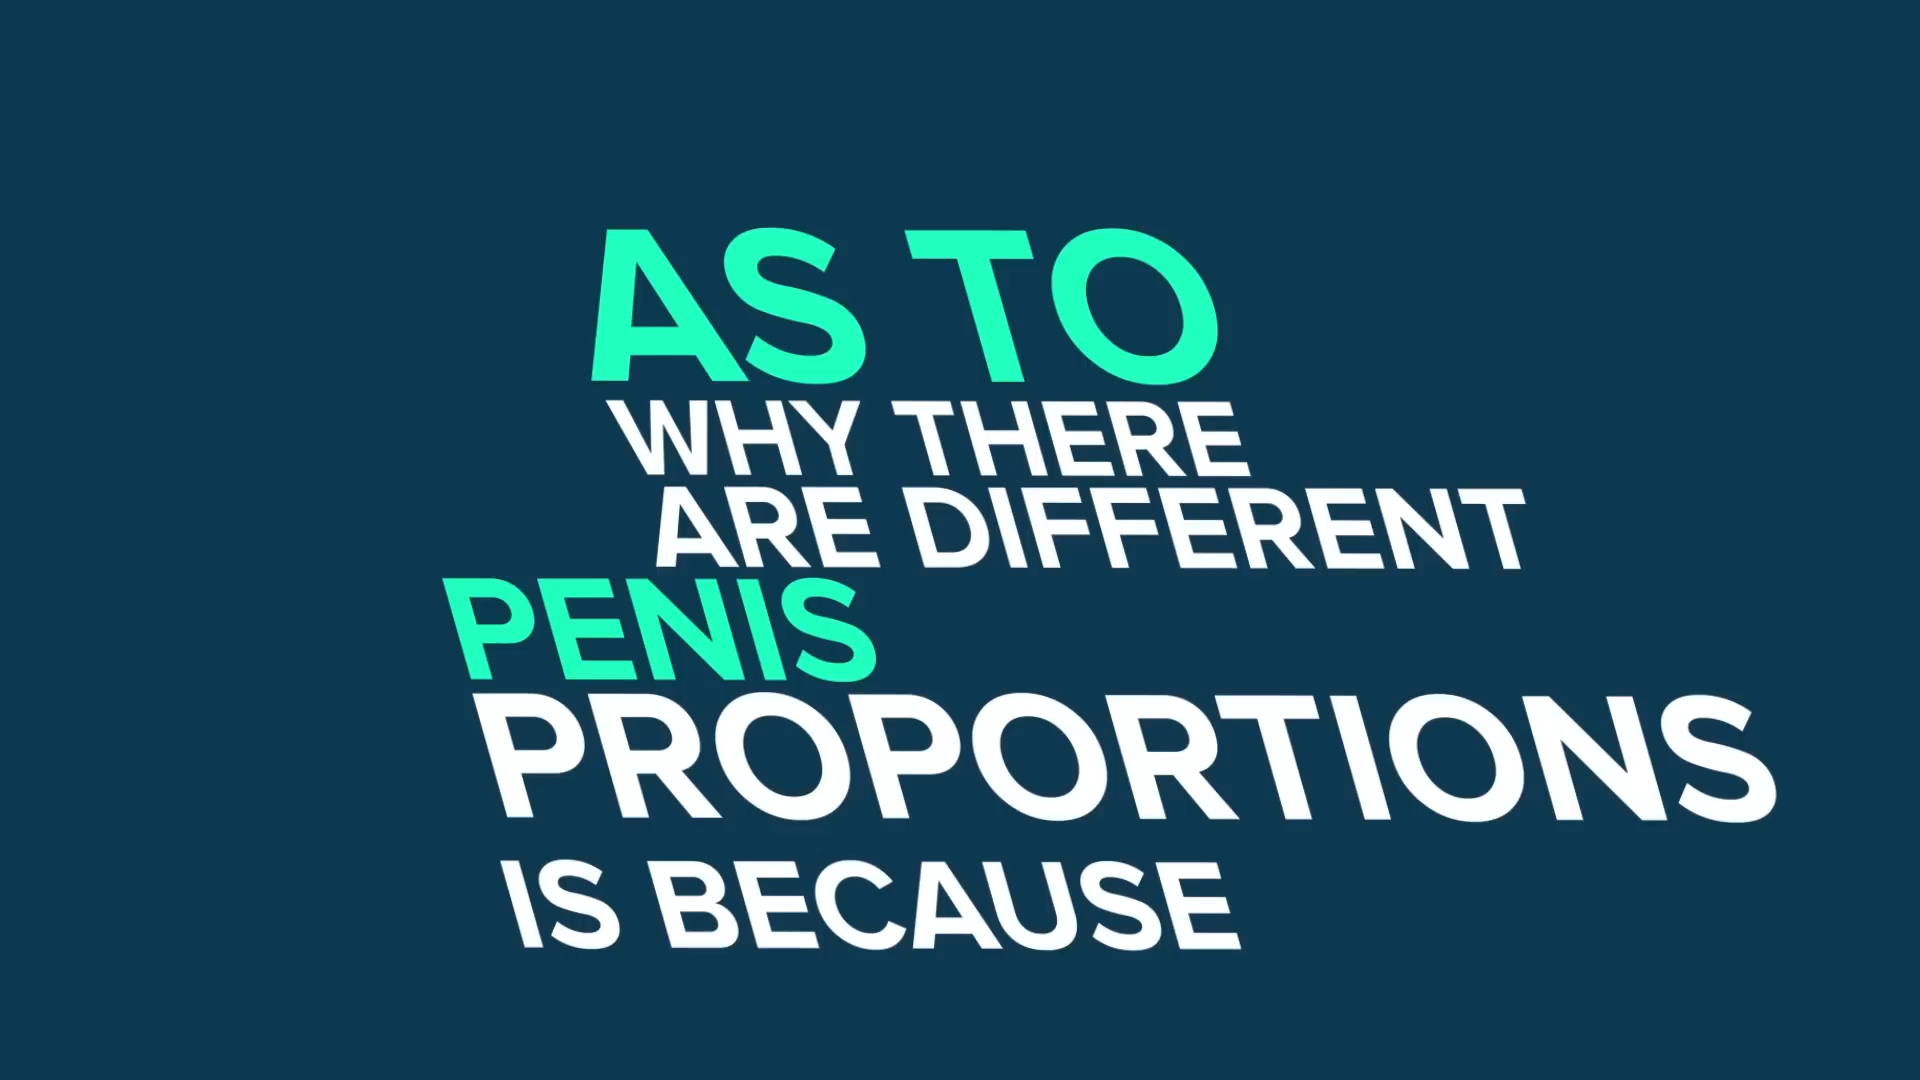 AS TO
WHY THERE
ARE DIFFERENT
PENIS
PROPORTIONS
IS BECAUSE